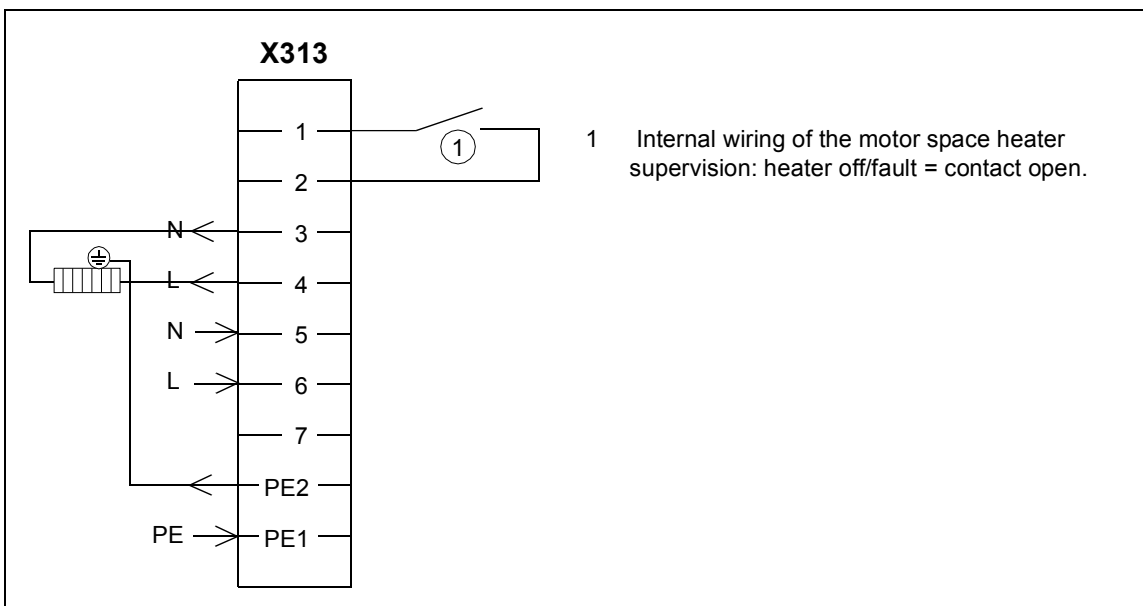 X313
1
1
2
N 3
L 4
N 5
L 6
7
PE2
PE PE1
1 Internal wiring of the motor space heater
supervision: heater off/fault = contact open.